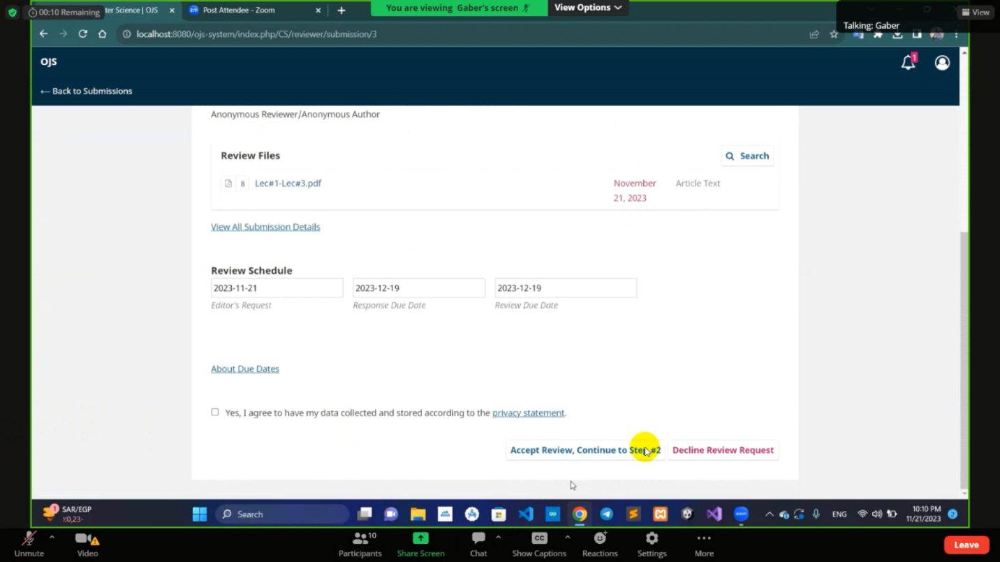 00:10 Remaining
ter Science | OJS
Post Attendee - Zoom
You are viewing Gaber's screen
View Options
View
Talking: Gaber
localhost:8080/ojs-system/index.php/CS/reviewer/submission/3
OJS
1
← Back to Submissions
Anonymous Reviewer/Anonymous Author
Review Files
Search
8 Lec#1-Lec#3.pdf
November 21, 2023
Article Text
View All Submission Details
Review Schedule
2023-11-21
2023-12-19
2023-12-19
Editor's Request
Response Due Date
Review Due Date
About Due Dates
Yes, I agree to have my data collected and stored according to the privacy statement.
Accept Review, Continue to Step #2
Decline Review Request
1
SAR/EGP
٪0,23-
Search
ENG
10:10 PM
11/21/2023
2
Unmute
Video
Participants 10
Share Screen
Chat
CC
Show Captions
Reactions
Settings
More
Leave